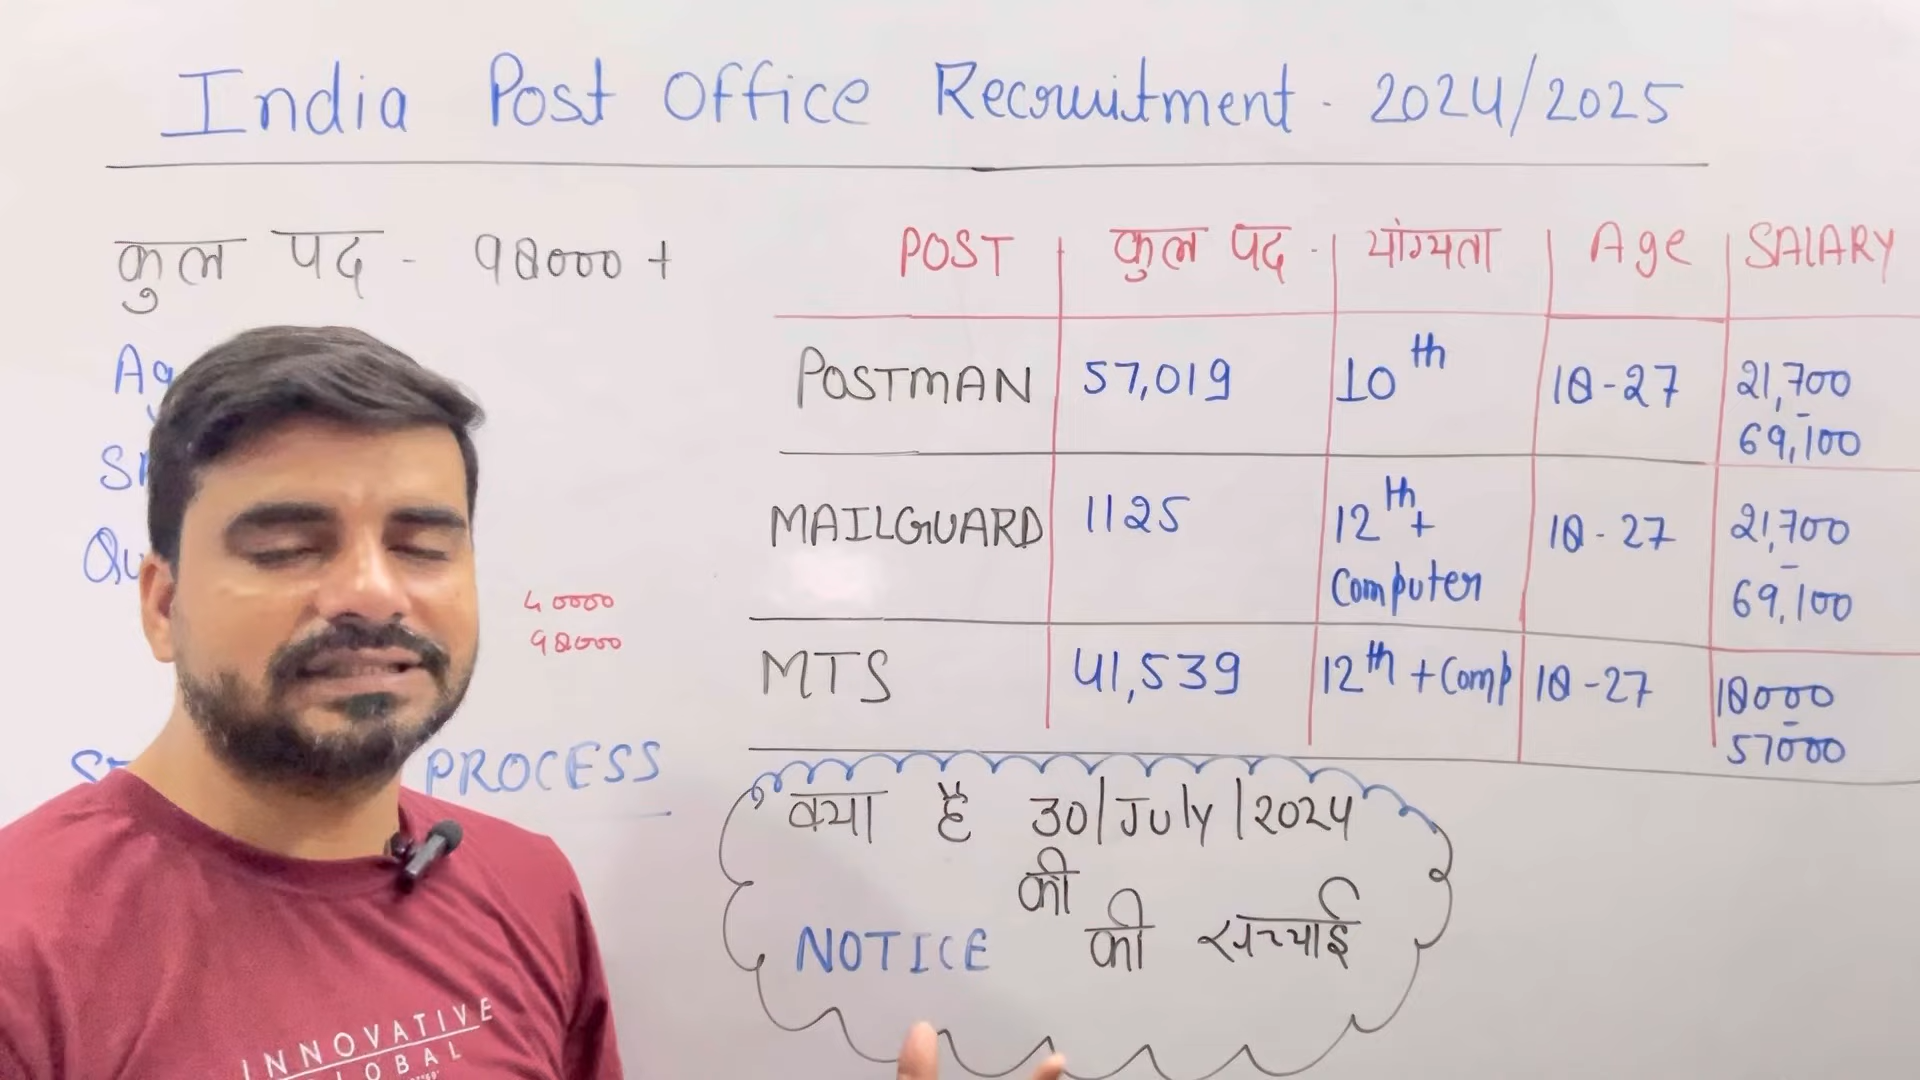 India Post Office Recruitment - 2024/2025
कुल पद - 98000 +
Ag
Qu
40000
98000
PROCESS
POST कुल पद - योग्यता Age SALARY
POSTMAN 57,019 10th 18-27 21,700 - 69,100
MAILGUARD 1125 12th + Computer 18-27 21,700 - 69,100
MTS 41,539 12th + Comp 18-27 18000 - 57000
क्या है 30/July/2024
की
NOTICE की सच्चाई
INNOVATIVE
GLOBAL